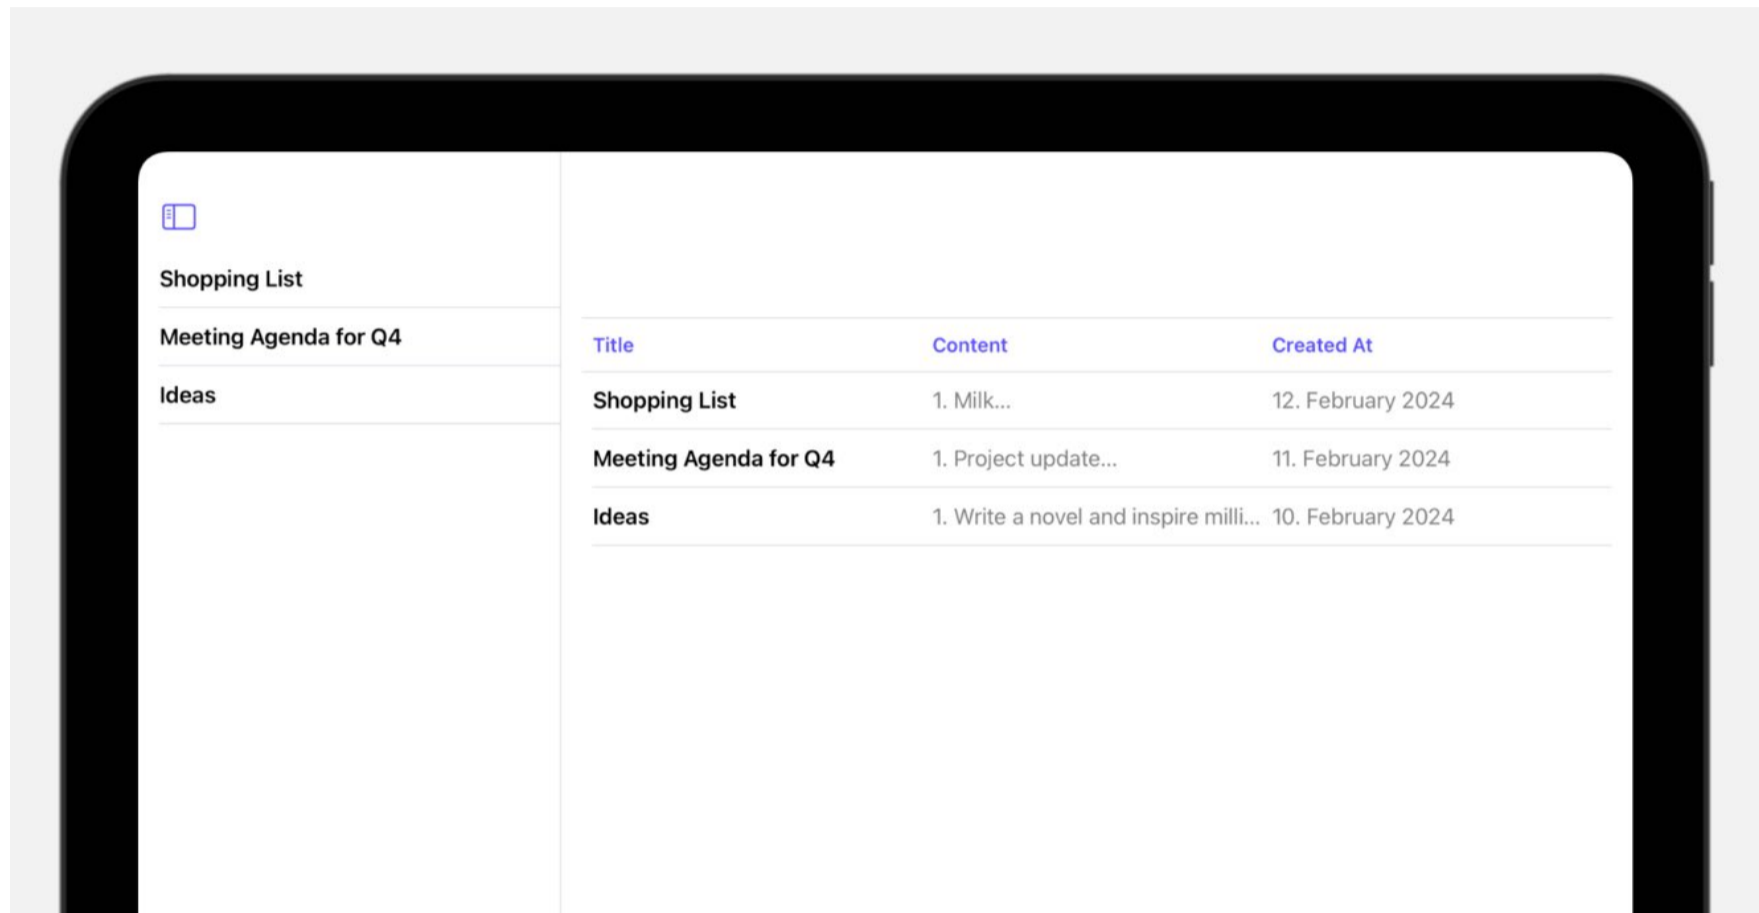 Shopping List
Meeting Agenda for Q4
Ideas
Title Content Created At
Shopping List 1. Milk... 12. February 2024
Meeting Agenda for Q4 1. Project update... 11. February 2024
Ideas 1. Write a novel and inspire milli... 10. February 2024